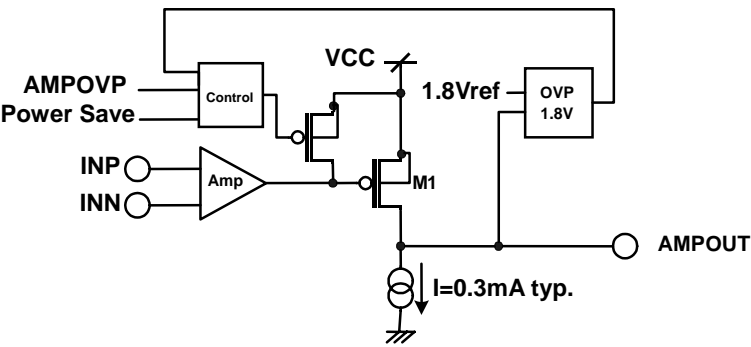 VCC
1.8Vref
OVP
1.8V
AMPOVP
Control
Power Save
INP
INN
Amp
M1
AMPOUT
I=0.3mA typ.